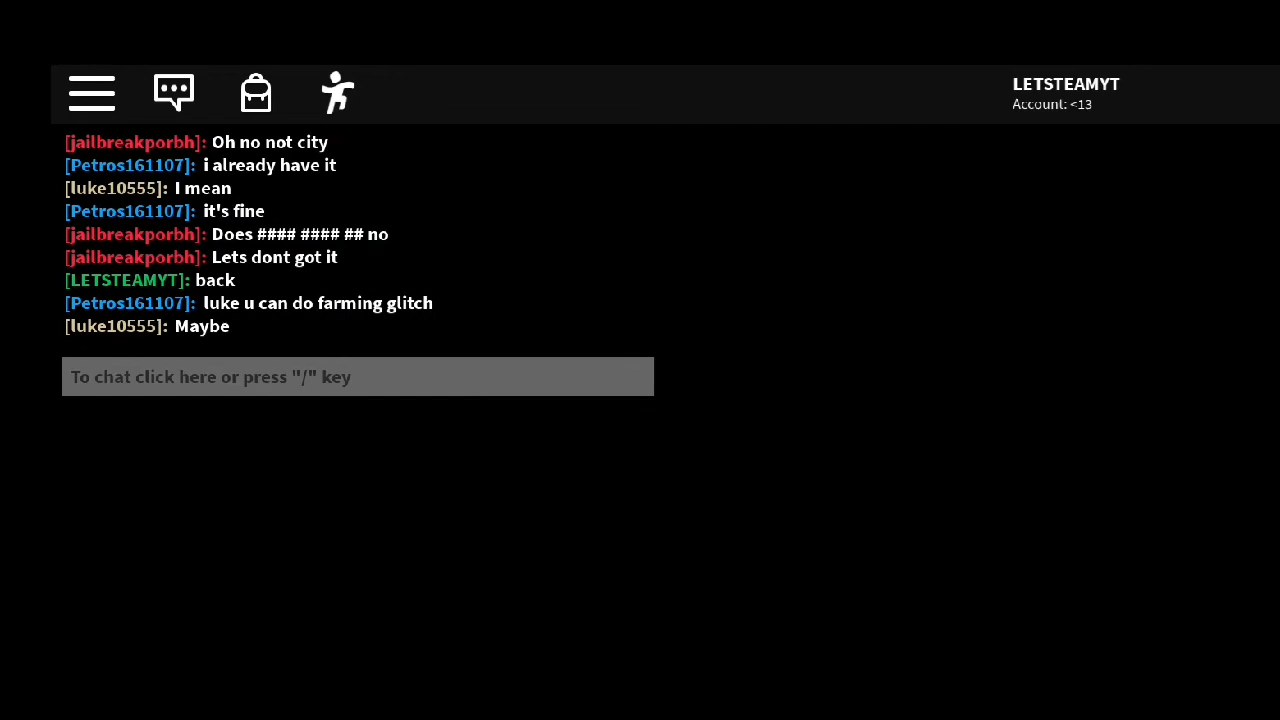 LETSTEAMYT
Account: <13
[jailbreakporbh]: Oh no not city
[Petros161107]: i already have it
[luke10555]: I mean
[Petros161107]: it's fine
[jailbreakporbh]: Does #### #### ## no
[jailbreakporbh]: Lets dont got it
[LETSTEAMYT]: back
[Petros161107]: luke u can do farming glitch
[luke10555]: Maybe
To chat click here or press "/" key